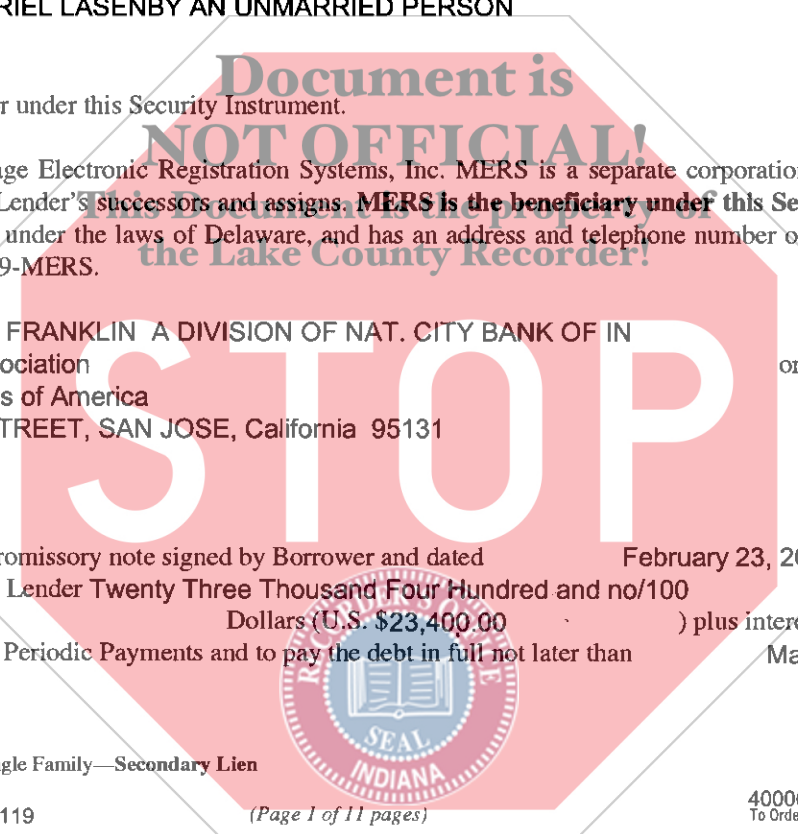 RIEL LASENBY AN UNMARRIED PERSON
Document is
r under this Security Instrument.
NOT OFFICIAL!
ge Electronic Registration Systems, Inc. MERS is a separate corporation
Lender's successors and assigns. MERS is the beneficiary under this Se
This Document is the property of
under the laws of Delaware, and has an address and telephone number o
the Lake County Recorder!
9-MERS.
FRANKLIN A DIVISION OF NAT. CITY BANK OF IN
ociation or
s of America
TREET, SAN JOSE, California 95131
STOP
romissory note signed by Borrower and dated February 23, 20
Lender Twenty Three Thousand Four Hundred and no/100
Dollars (U.S. $23,400.00 ) plus intere
Periodic Payments and to pay the debt in full not later than Ma
RECORDER'S OFFICE
SEAL
INDIANA
gle Family—Secondary Lien
119 (Page 1 of 11 pages) 4000
To Orde